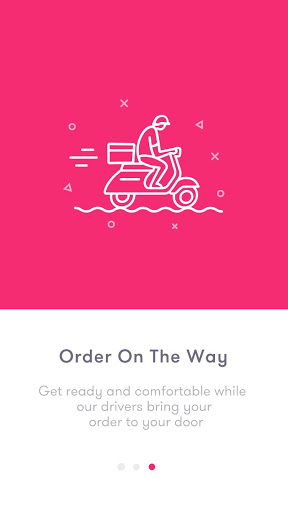 Order On The Way
Get ready and comfortable while
our drivers bring your
order to your door